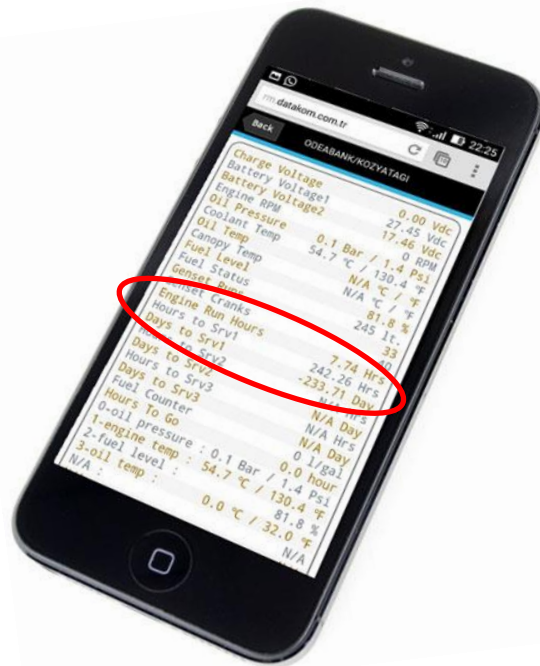 22:25
rm.datakom.com.tr
Back ODEABANK/KOZYATAGI
Charge Voltage 0.00 Vdc
Battery Voltage1 27.45 Vdc
Battery Voltage2 17.46 Vdc
Engine RPM 0 RPM
Oil Pressure 0.1 Bar / 1.4 Psi
Coolant Temp 54.7 °C / 130.4 °F
Oil Temp N/A °C / °F
Canopy Temp N/A °C / °F
Fuel Level 81.8 %
Fuel Status 245 lt.
Genset Runs 33
Genset Cranks 40
Engine Run Hours 7.74 Hrs
Hours to Srv1 242.26 Hrs
Days to Srv1 -233.71 Day
Hours to Srv2 N/A Hrs
Days to Srv2 N/A Day
Hours to Srv3 N/A Hrs
Days to Srv3 N/A Day
Fuel Counter 0 l/gal
Hours To Go 0.0 hour
0-oil pressure : 0.1 Bar / 1.4 Psi
1-engine temp : 54.7 °C / 130.4 °F
2-fuel level : 81.8 %
3-oil temp : 0.0 °C / 32.0 °F
N/A : N/A